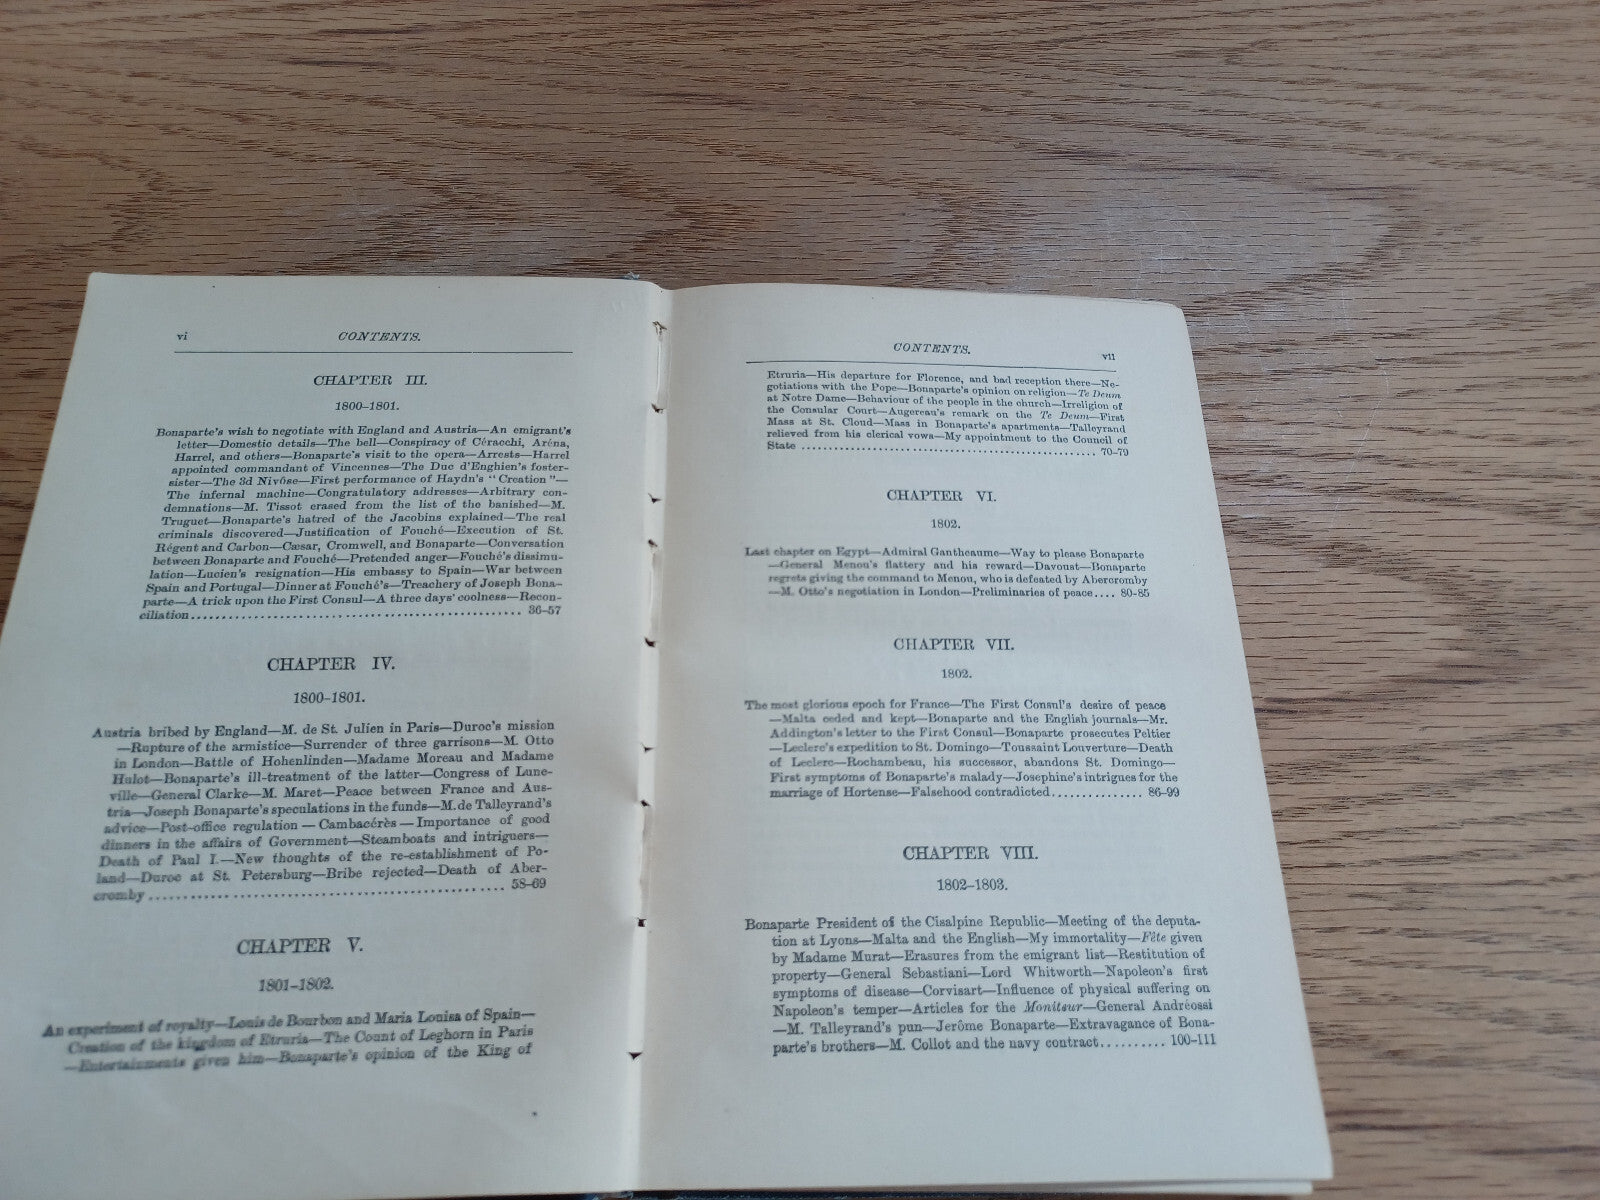 vi
CONTENTS.
CHAPTER III.
1800–1801.
Bonaparte's wish to negotiate with England and Austria—An emigrant's
letter—Domestic details—The bell—Conspiracy of Céracchi, Aréna,
Harrel, and others—Bonaparte's visit to the opera—Arrests—Harrel
appointed commandant of Vincennes—The Duc d'Enghien's foster-
sister—The 3d Nivôse—First performance of Haydn's "Creation"—
The infernal machine—Congratulatory addresses—Arbitrary con-
demnations—M. Tissot erased from the list of the banished—M.
Truguet—Bonaparte's hatred of the Jacobins explained—The real
criminals discovered—Justification of Fouché—Execution of St.
Régent and Carbon—Cæsar, Cromwell, and Bonaparte—Conversation
between Bonaparte and Fouché—Pretended anger—Fouché's dissimu-
lation—Lucien's resignation—His embassy to Spain—War between
Spain and Portugal—Dinner at Fouché's—Treachery of Joseph Bona-
parte—A trick upon the First Consul—A three days' coolness—Recon-
ciliation........................................................ 36–57
CHAPTER IV.
1800–1801.
Austria bribed by England—M. de St. Julien in Paris—Duroc's mission
—Rupture of the armistice—Surrender of three garrisons—M. Otto
in London—Battle of Hohenlinden—Madame Moreau and Madame
Hulot—Bonaparte's ill-treatment of the latter—Congress of Lune-
ville—General Clarke—M. Maret—Peace between France and Aus-
tria—Joseph Bonaparte's speculations in the funds—M. de Talleyrand's
advice—Post-office regulation—Cambacérès—Importance of good
dinners in the affairs of Government—Steamboats and intriguers—
Death of Paul I.—New thoughts of the re-establishment of Po-
land—Duroc at St. Petersburg—Bribe rejected—Death of Aber-
cromby........................................................ 58–69
CHAPTER V.
1801–1802.
An experiment of royalty—Louis de Bourbon and Maria Louisa of Spain—
Creation of the kingdom of Etruria—The Count of Leghorn in Paris
—Entertainments given him—Bonaparte's opinion of the King of
CONTENTS.
vii
Etruria—His departure for Florence, and bad reception there—Ne-
gotiations with the Pope—Bonaparte's opinion on religion—Te Deum
at Notre Dame—Behaviour of the people in the church—Irreligion of
the Consular Court—Augereau's remark on the Te Deum—First
Mass at St. Cloud—Mass in Bonaparte's apartments—Talleyrand
relieved from his clerical vows—My appointment to the Council of
State ........................................................ 70–79
CHAPTER VI.
1802.
Last chapter on Egypt—Admiral Gantheaume—Way to please Bonaparte
—General Menou's flattery and his reward—Davoust—Bonaparte
regrets giving the command to Menou, who is defeated by Abercromby
—M. Otto's negotiation in London—Preliminaries of peace.... 80–85
CHAPTER VII.
1802.
The most glorious epoch for France—The First Consul's desire of peace
—Malta ceded and kept—Bonaparte and the English journals—Mr.
Addington's letter to the First Consul—Bonaparte prosecutes Peltier
—Leclerc's expedition to St. Domingo—Toussaint Louverture—Death
of Leclerc—Rochambeau, his successor, abandons St. Domingo—
First symptoms of Bonaparte's malady—Josephine's intrigues for the
marriage of Hortense—Falsehood contradicted............... 86–99
CHAPTER VIII.
1802–1803.
Bonaparte President of the Cisalpine Republic—Meeting of the deputa-
tion at Lyons—Malta and the English—My immortality—Fête given
by Madame Murat—Erasures from the emigrant list—Restitution of
property—General Sebastiani—Lord Whitworth—Napoleon's first
symptoms of disease—Corvisart—Influence of physical suffering on
Napoleon's temper—Articles for the Moniteur—General Andréossi
—M. Talleyrand's pun—Jerôme Bonaparte—Extravagance of Bona-
parte's brothers—M. Collot and the navy contract.......... 100–111